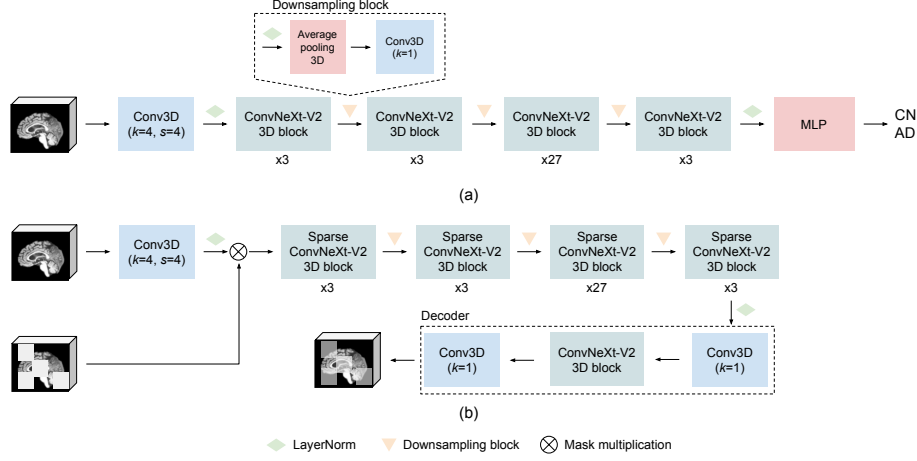 Downsampling block
Average
pooling
3D
Conv3D
(k=1)
Conv3D
(k=4, s=4)
ConvNeXt-V2
3D block
x3
ConvNeXt-V2
3D block
x3
ConvNeXt-V2
3D block
x27
ConvNeXt-V2
3D block
x3
MLP
CN
AD
(a)
Conv3D
(k=4, s=4)
Sparse
ConvNeXt-V2
3D block
x3
Sparse
ConvNeXt-V2
3D block
x3
Sparse
ConvNeXt-V2
3D block
x27
Sparse
ConvNeXt-V2
3D block
x3
Decoder
Conv3D
(k=1)
ConvNeXt-V2
3D block
Conv3D
(k=1)
(b)
LayerNorm
Downsampling block
Mask multiplication